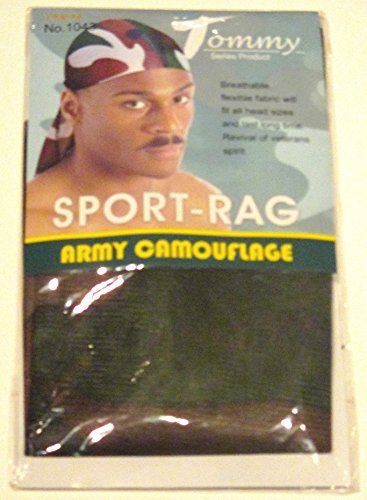 No. 1043
Tommy
Series Product
Breathable,
flexible fabric will
fit all head sizes
and last long time.
Revival of veterans
spirit.
SPORT-RAG
ARMY CAMOUFLAGE